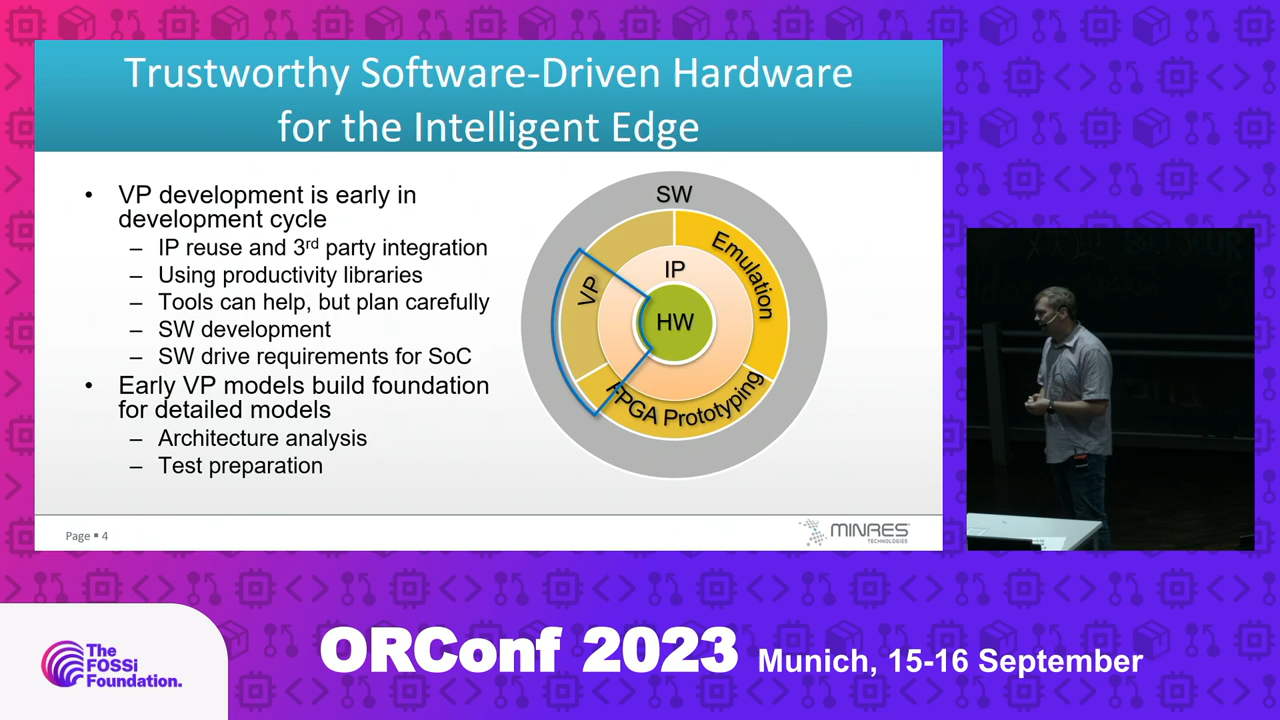 Trustworthy Software-Driven Hardware
for the Intelligent Edge
• VP development is early in
development cycle
– IP reuse and 3rd party integration
– Using productivity libraries
– Tools can help, but plan carefully
– SW development
– SW drive requirements for SoC
• Early VP models build foundation
for detailed models
– Architecture analysis
– Test preparation
SW
Emulation
IP
VP
HW
FPGA Prototyping
Page ▪ 4
MINRES
TECHNOLOGIES
The
FOSSi
Foundation.
ORConf 2023 Munich, 15-16 September